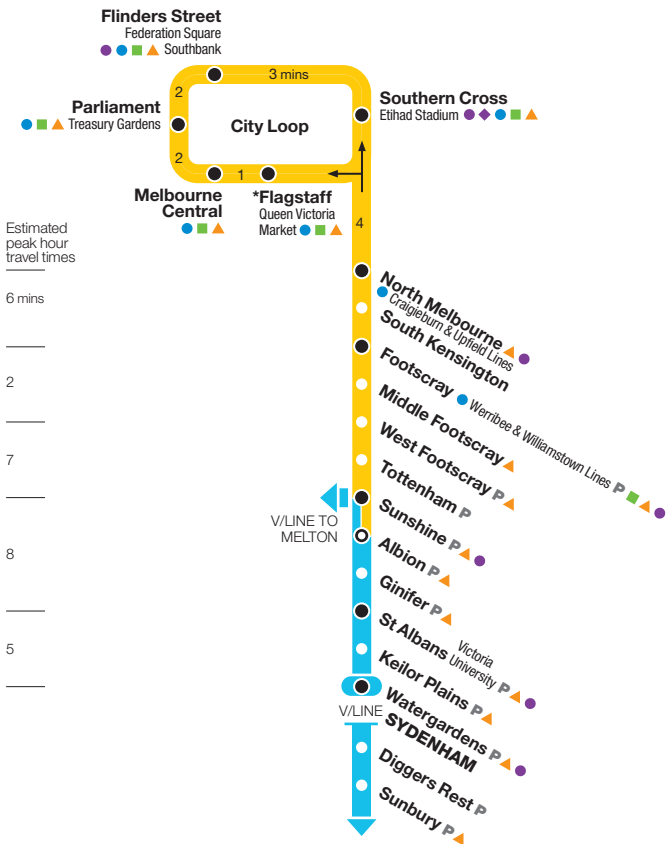 Flinders Street
Federation Square
Southbank
3 mins
2
Parliament
Treasury Gardens
City Loop
Southern Cross
Etihad Stadium
2
1
Melbourne
Central
*Flagstaff
Queen Victoria
Market
4
Estimated
peak hour
travel times
6 mins
2
7
8
5
North Melbourne
Craigieburn & Upfield Lines
South Kensington
Footscray
Werribee & Williamstown Lines P
Middle Footscray
West Footscray P
Tottenham P
V/LINE TO
MELTON
Sunshine P
Albion P
Ginifer P
St Albans
Victoria
University P
Keilor Plains P
V/LINE
Watergardens P
SYDENHAM
Diggers Rest P
Sunbury P